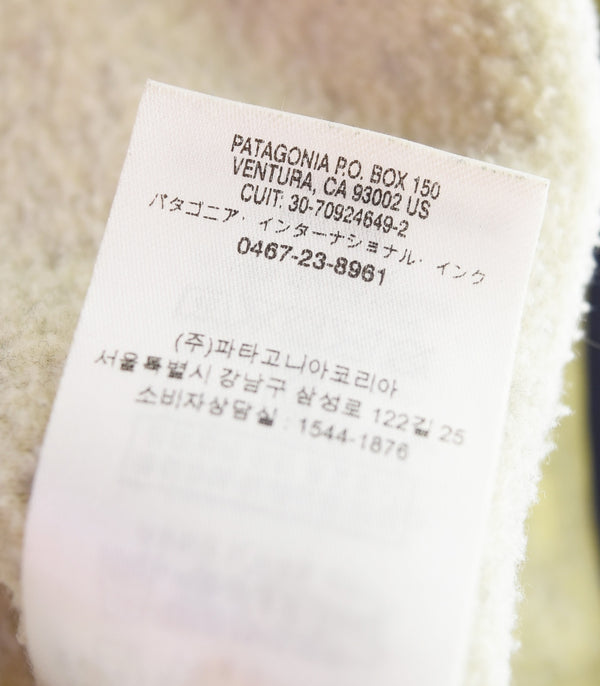 PATAGONIA P.O. BOX 150
VENTURA, CA 93002 US
CUIT: 30-70924649-2
パタゴニア・インターナショナル・インク
0467-23-8961
(주)파타고니아코리아
서울특별시 강남구 삼성로 122길 25
소비자상담실 : 1544-1876